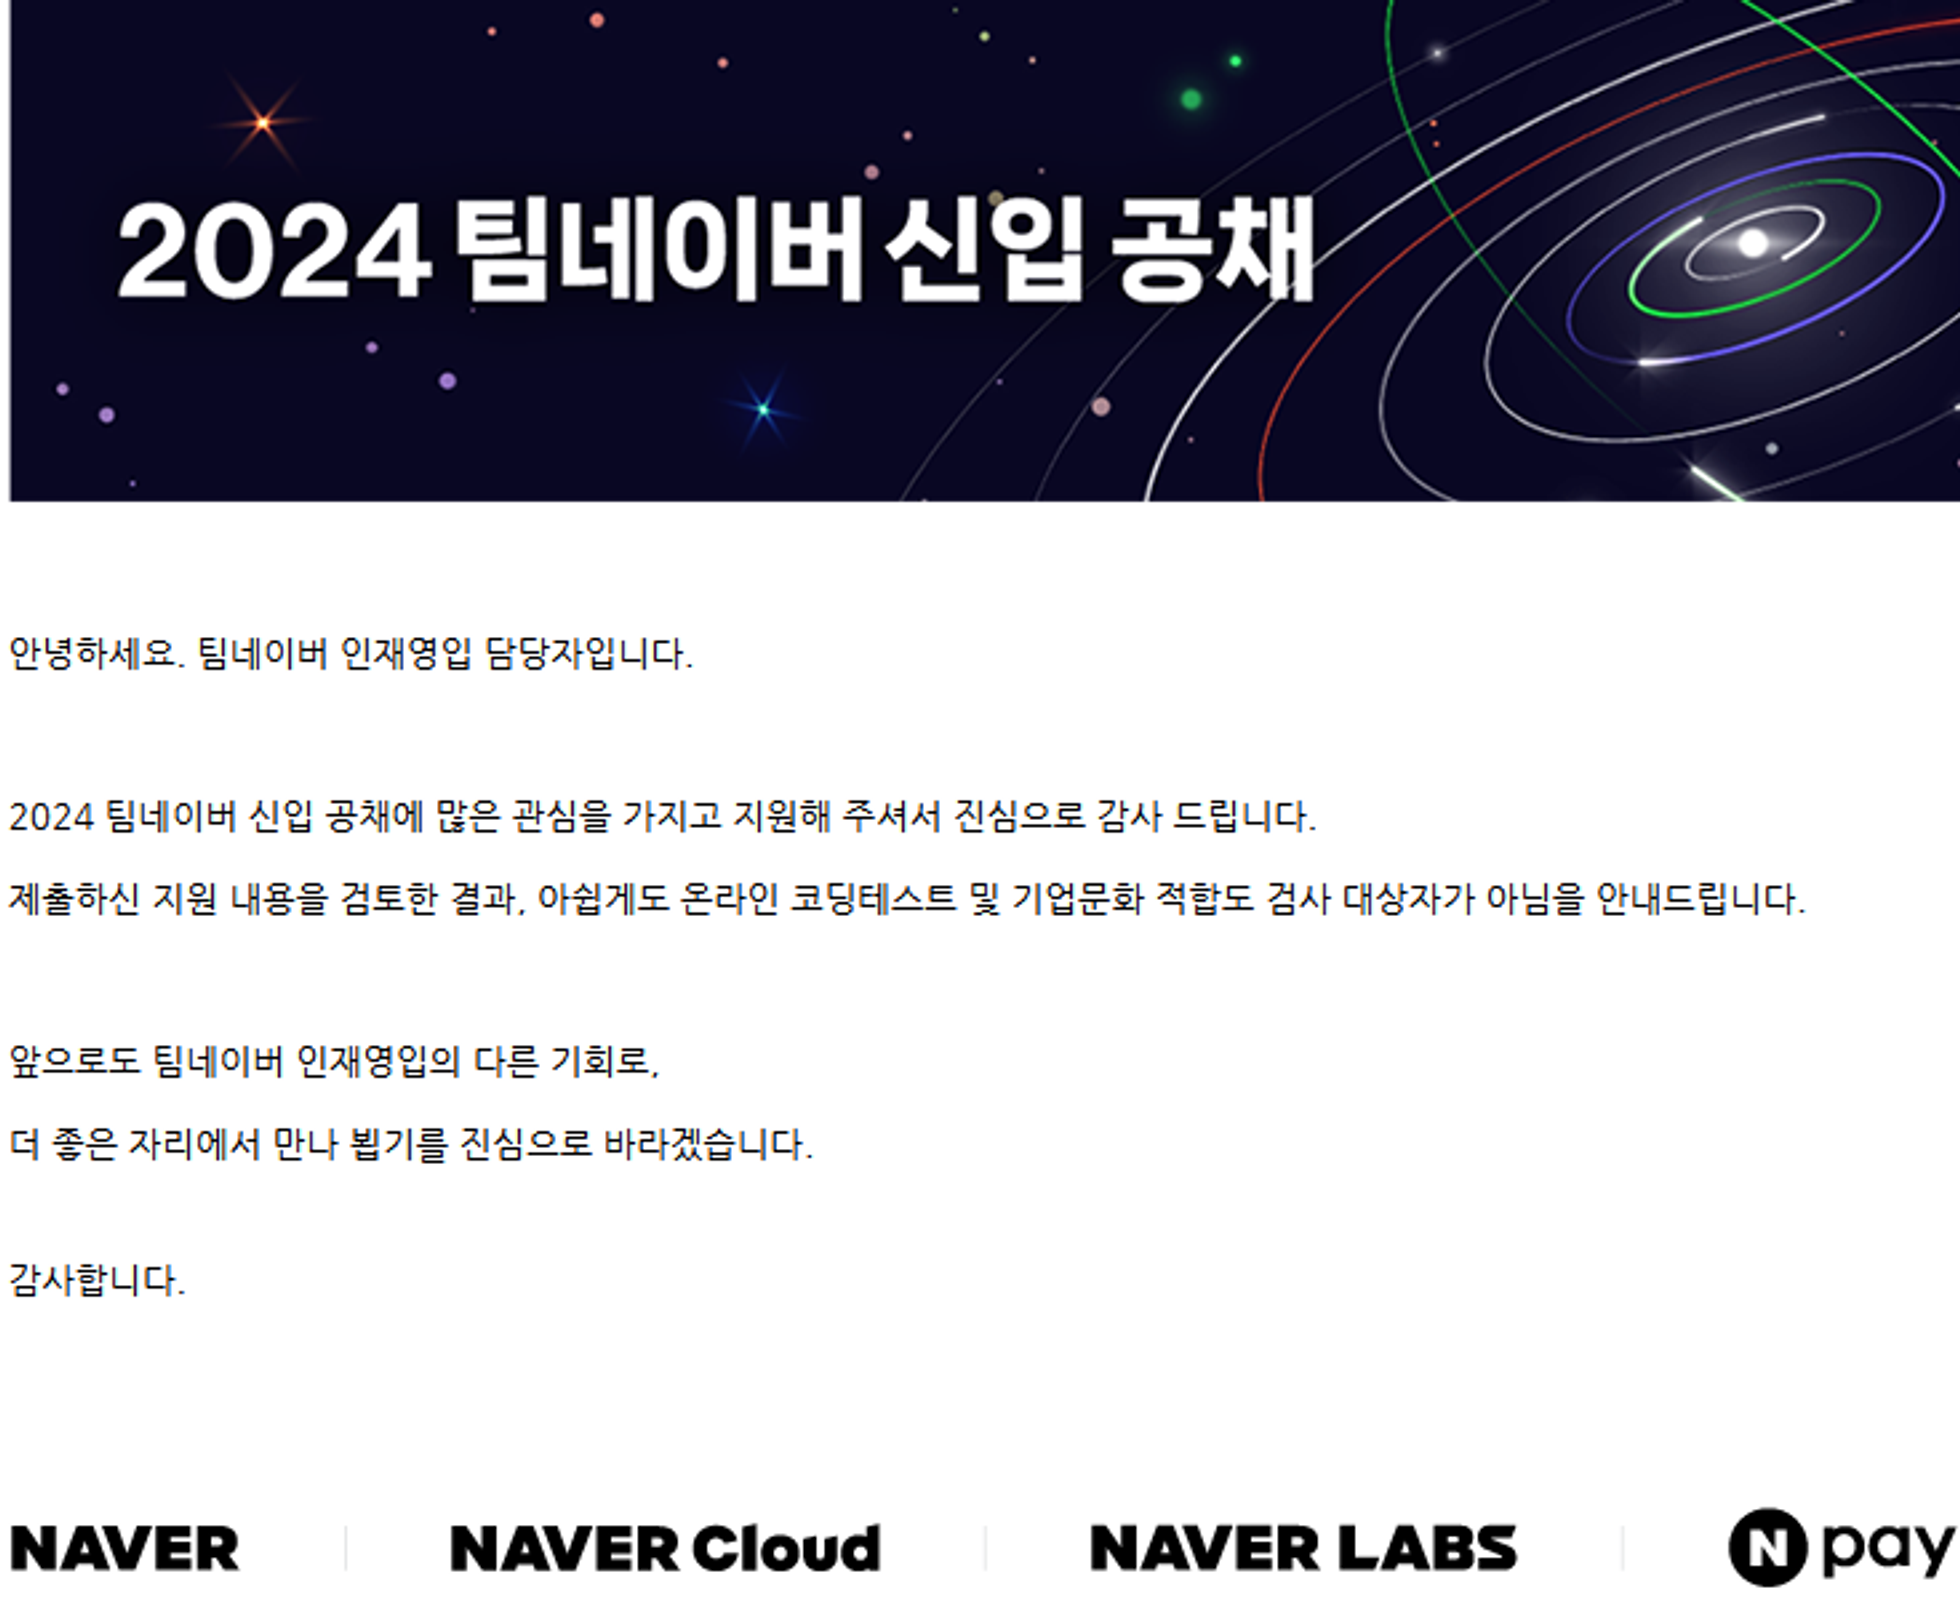 2024 팀네이버 신입 공채
안녕하세요. 팀네이버 인재영입 담당자입니다.
2024 팀네이버 신입 공채에 많은 관심을 가지고 지원해 주셔서 진심으로 감사 드립니다.
제출하신 지원 내용을 검토한 결과, 아쉽게도 온라인 코딩테스트 및 기업문화 적합도 검사 대상자가 아님을 안내드립니다.
앞으로도 팀네이버 인재영입의 다른 기회로,
더 좋은 자리에서 만나 뵙기를 진심으로 바라겠습니다.
감사합니다.
NAVER NAVER Cloud NAVER LABS N pay